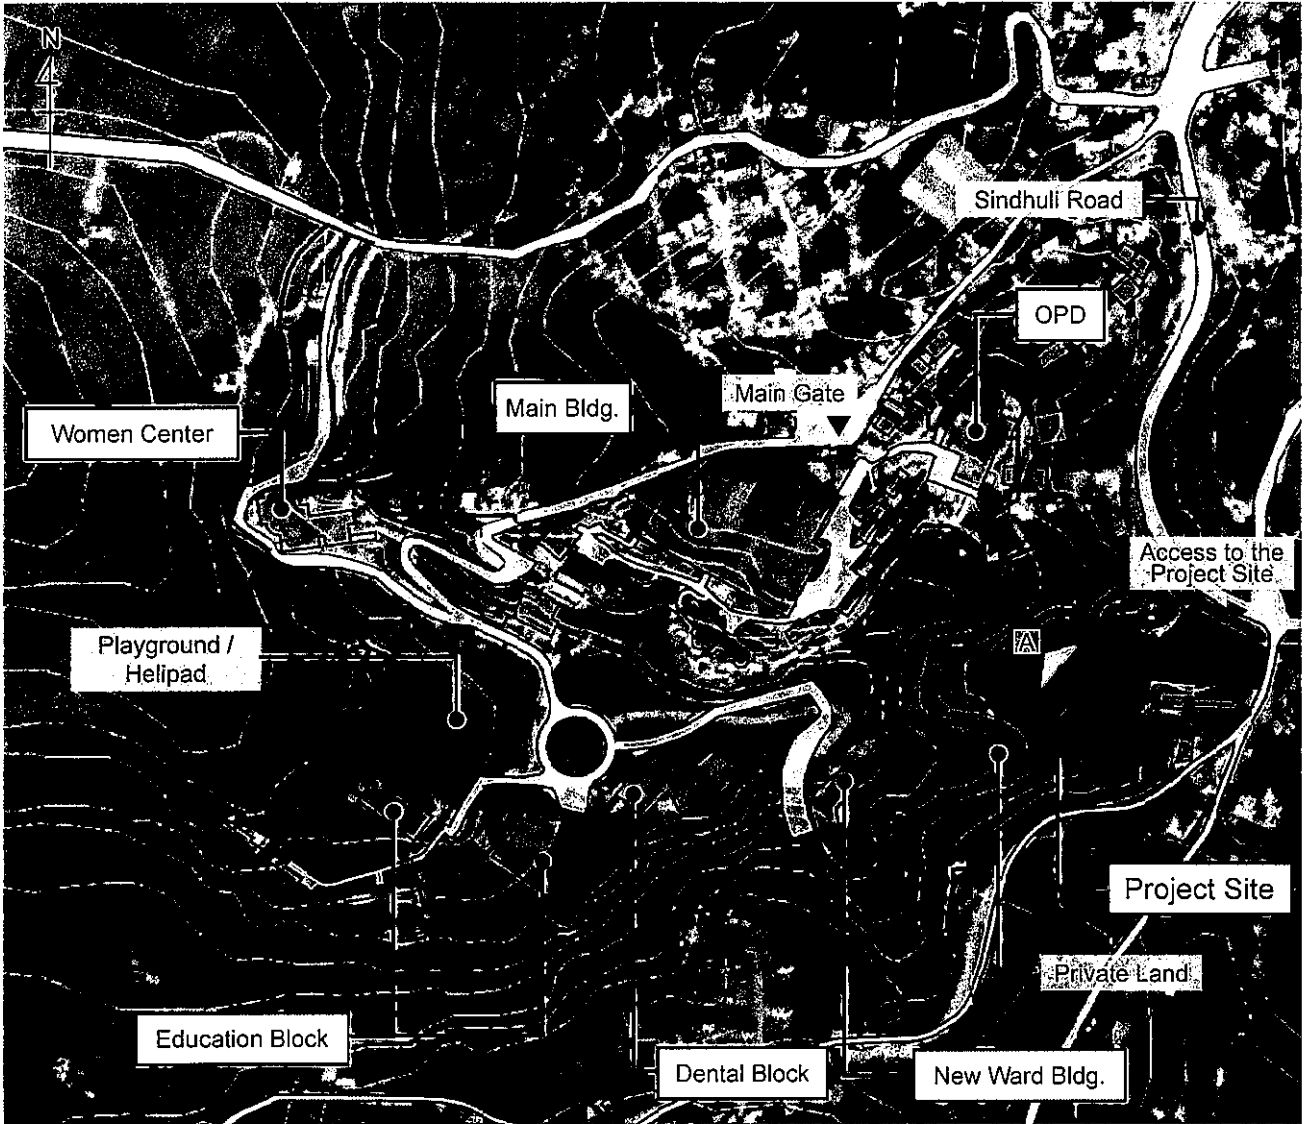 N
Sindhuli Road
OPD
Main Gate
Main Bldg.
Women Center
Access to the
Project Site
A
Playground /
Helipad
Project Site
Private Land
Education Block
Dental Block
New Ward Bldg.